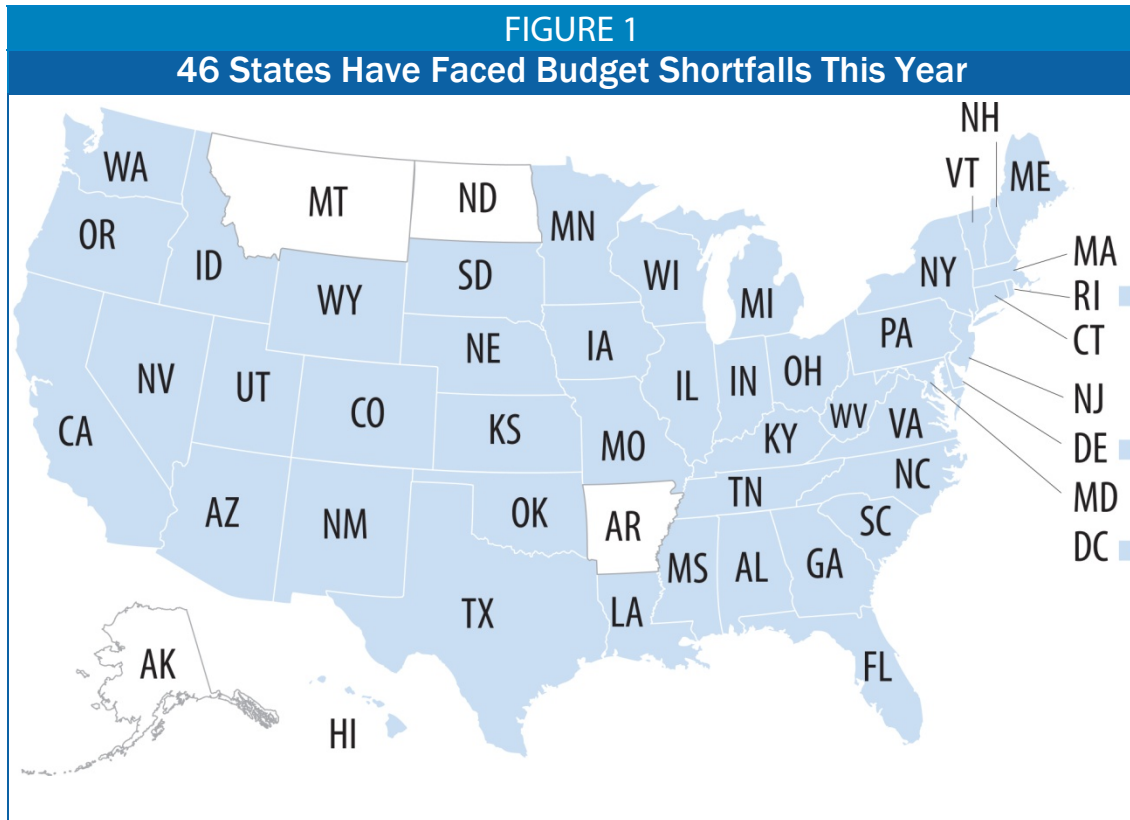 FIGURE 1
46 States Have Faced Budget Shortfalls This Year
NH
VT
ME
WA
MT
ND
MN
OR
ID
SD
WI
NY
MA
WY
MI
RI
CT
NE
IA
PA
NV
UT
IL
IN
OH
NJ
CO
CA
KS
MO
WV
VA
KY
DE
NC
TN
MD
AZ
NM
OK
AR
SC
DC
MS
AL
GA
TX
LA
AK
FL
HI